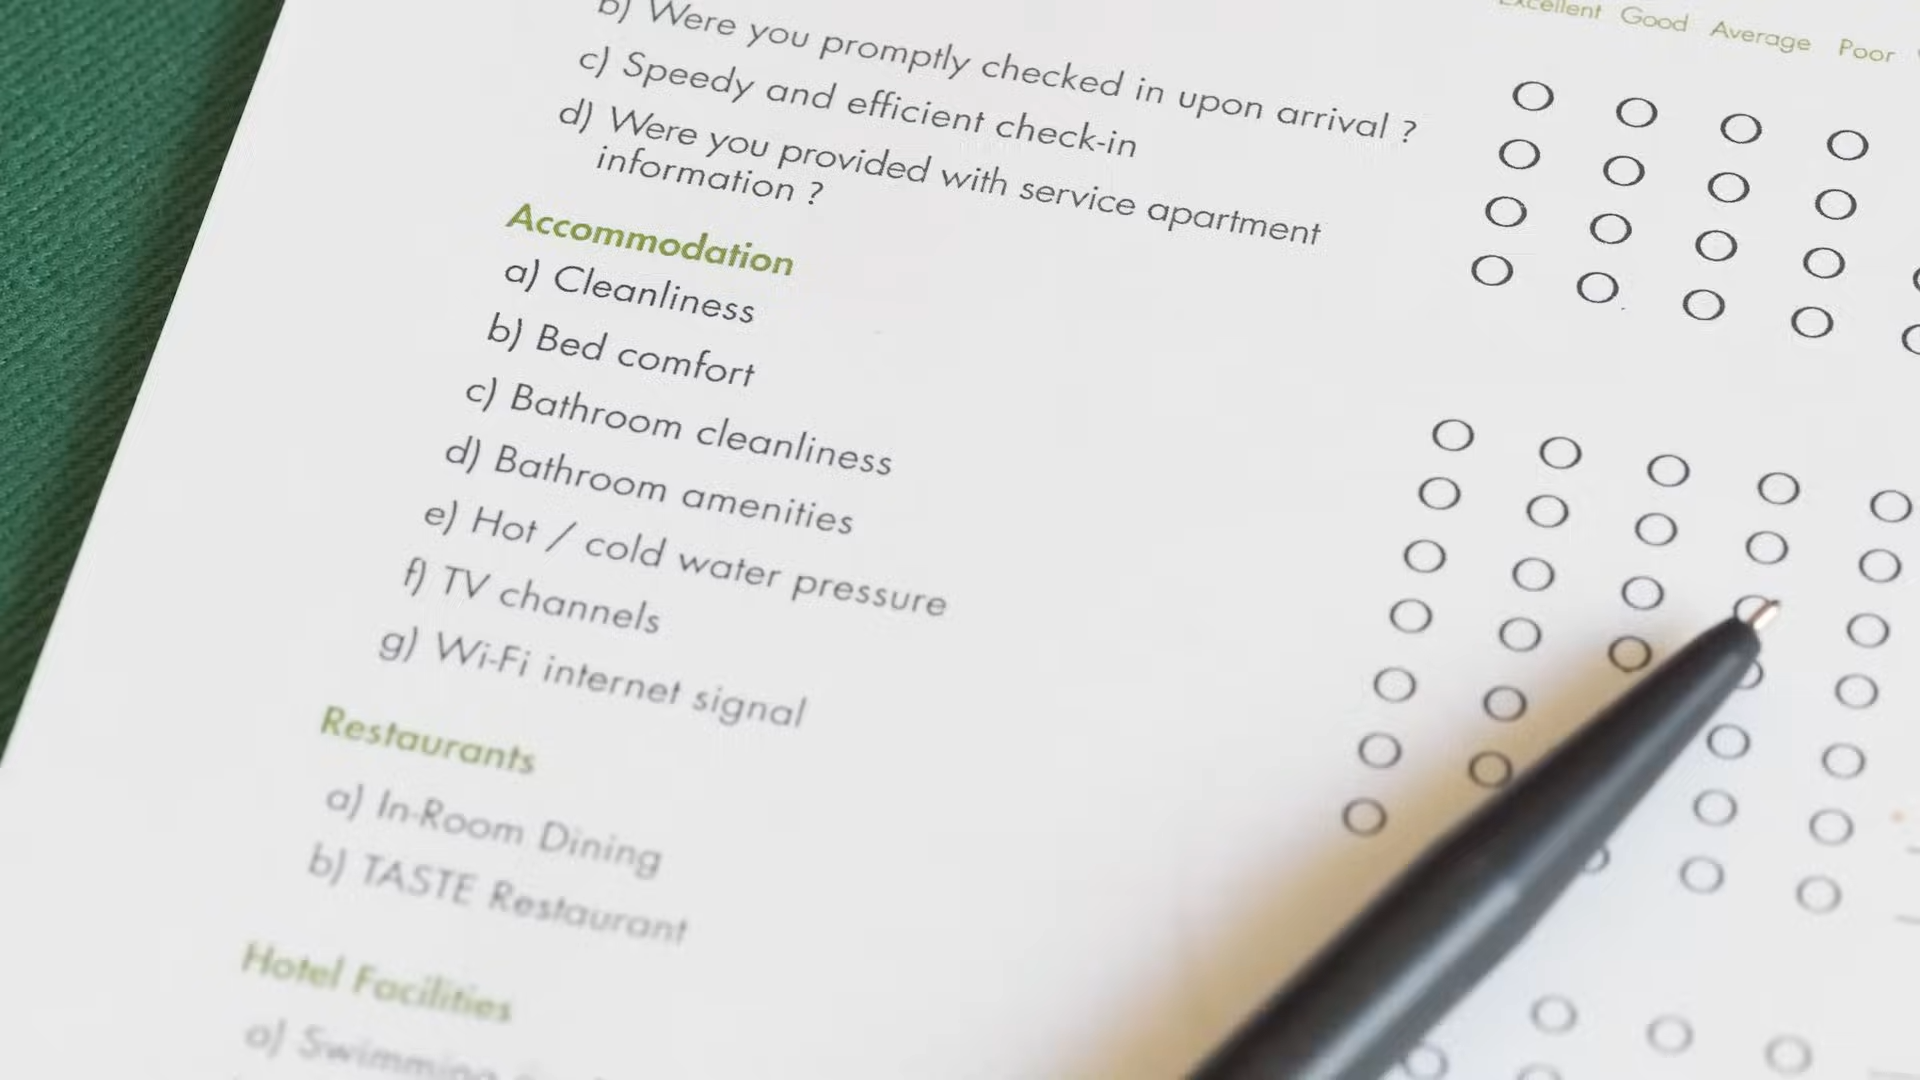 Excellent Good Average Poor
b) Were you promptly checked in upon arrival ?
c) Speedy and efficient check-in
d) Were you provided with service apartment
information ?
Accommodation
a) Cleanliness
b) Bed comfort
c) Bathroom cleanliness
d) Bathroom amenities
e) Hot / cold water pressure
f) TV channels
g) Wi-Fi internet signal
Restaurants
a) In-Room Dining
b) TASTE Restaurant
Hotel Facilities
a) Swimming